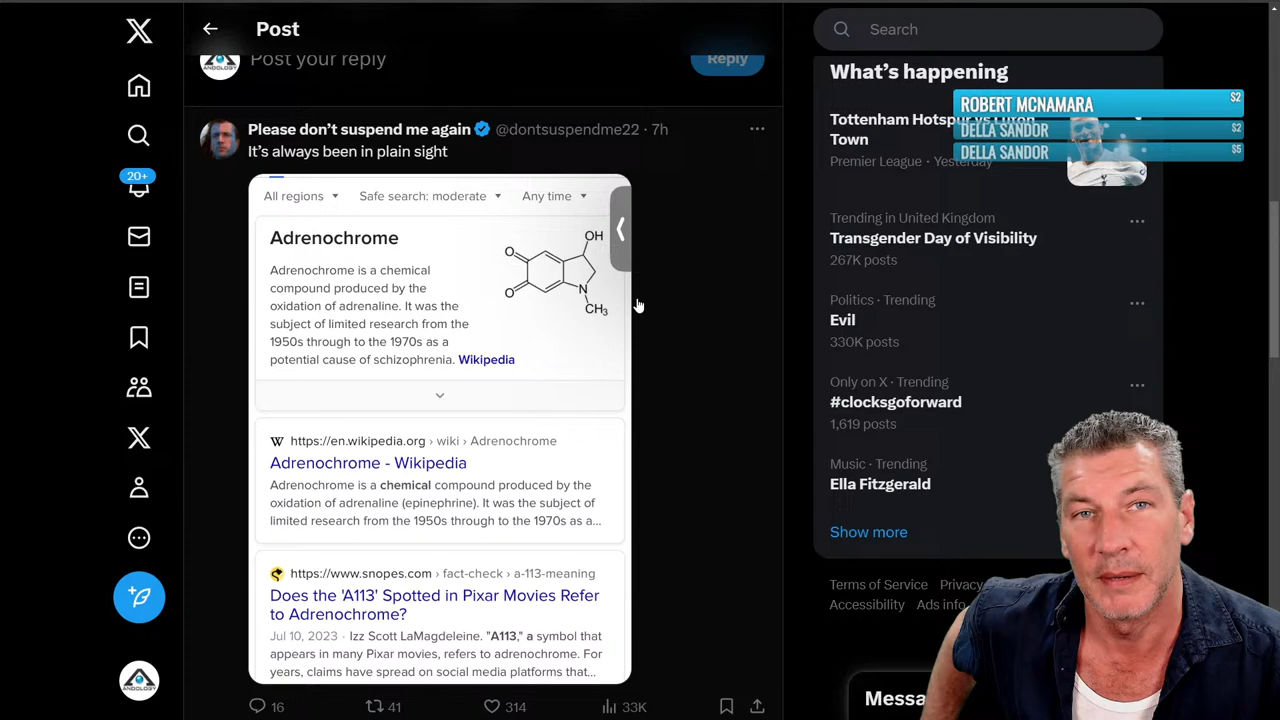 Post
Search
Post your reply
Reply
20+
Please don't suspend me again @dontsuspendme22 · 7h
It's always been in plain sight
All regions
Safe search: moderate
Any time
Adrenochrome
Adrenochrome is a chemical
compound produced by the
oxidation of adrenaline. It was the
subject of limited research from the
1950s through to the 1970s as a
potential cause of schizophrenia. Wikipedia
OH
O
O
N
CH₃
W https://en.wikipedia.org › wiki › Adrenochrome
Adrenochrome - Wikipedia
Adrenochrome is a chemical compound produced by the
oxidation of adrenaline (epinephrine). It was the subject of
limited research from the 1950s through to the 1970s as a...
https://www.snopes.com › fact-check › a-113-meaning
Does the 'A113' Spotted in Pixar Movies Refer
to Adrenochrome?
Jul 10, 2023 · Izz Scott LaMagdeleine. "A113," a symbol that
appears in many Pixar movies, refers to adrenochrome. For
years, claims have spread on social media platforms that...
16
41
314
33K
What's happening
ROBERT MCNAMARA $2
DELLA SANDOR $2
DELLA SANDOR $5
Tottenham Hotspur vs Luton
Town
Premier League · Yesterday
Trending in United Kingdom
Transgender Day of Visibility
267K posts
Politics · Trending
Evil
330K posts
Only on X · Trending
#clocksgoforward
1,619 posts
Music · Trending
Ella Fitzgerald
Show more
Terms of Service Privacy
Accessibility Ads info
Messa
ANDOLOGY
ANDOLOGY